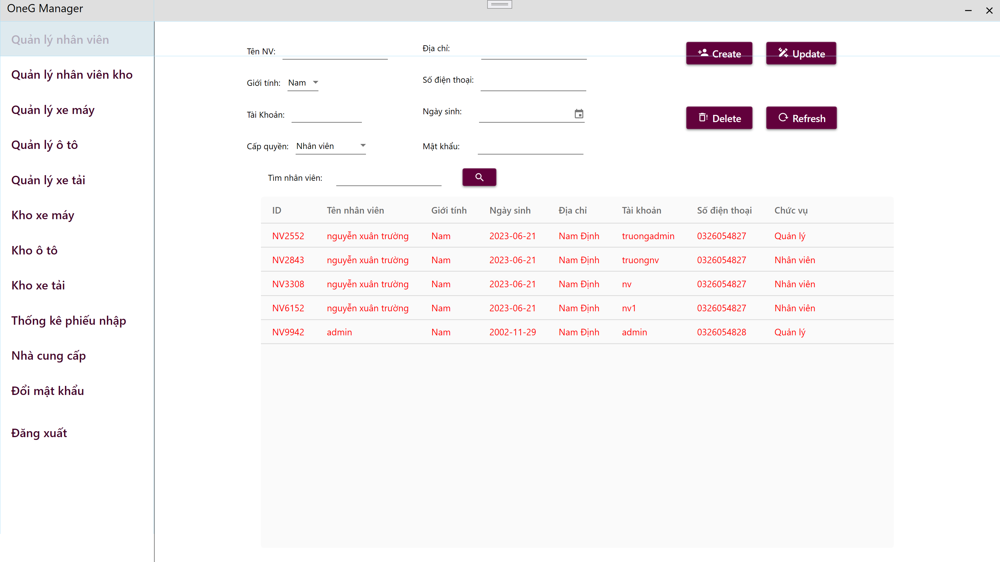 OneG Manager
Quản lý nhân viên
Quản lý nhân viên kho
Quản lý xe máy
Quản lý ô tô
Quản lý xe tải
Kho xe máy
Kho ô tô
Kho xe tải
Thống kê phiếu nhập
Nhà cung cấp
Đổi mật khẩu
Đăng xuất
Tên NV: Địa chỉ:
Create Update
Giới tính: Nam Số điện thoại:
Tài Khoản: Ngày sinh:
Delete Refresh
Cấp quyền: Nhân viên Mật khẩu:
Tìm nhân viên:
ID Tên nhân viên Giới tính Ngày sinh Địa chỉ Tài khoản Số điện thoại Chức vụ
NV2552 nguyễn xuân trường Nam 2023-06-21 Nam Định truongadmin 0326054827 Quản lý
NV2843 nguyễn xuân trường Nam 2023-06-21 Nam Định truongnv 0326054827 Nhân viên
NV3308 nguyễn xuân trường Nam 2023-06-21 Nam Định nv 0326054827 Nhân viên
NV6152 nguyễn xuân trường Nam 2023-06-21 Nam Định nv1 0326054827 Nhân viên
NV9942 admin Nam 2002-11-29 Nam Định admin 0326054828 Quản lý